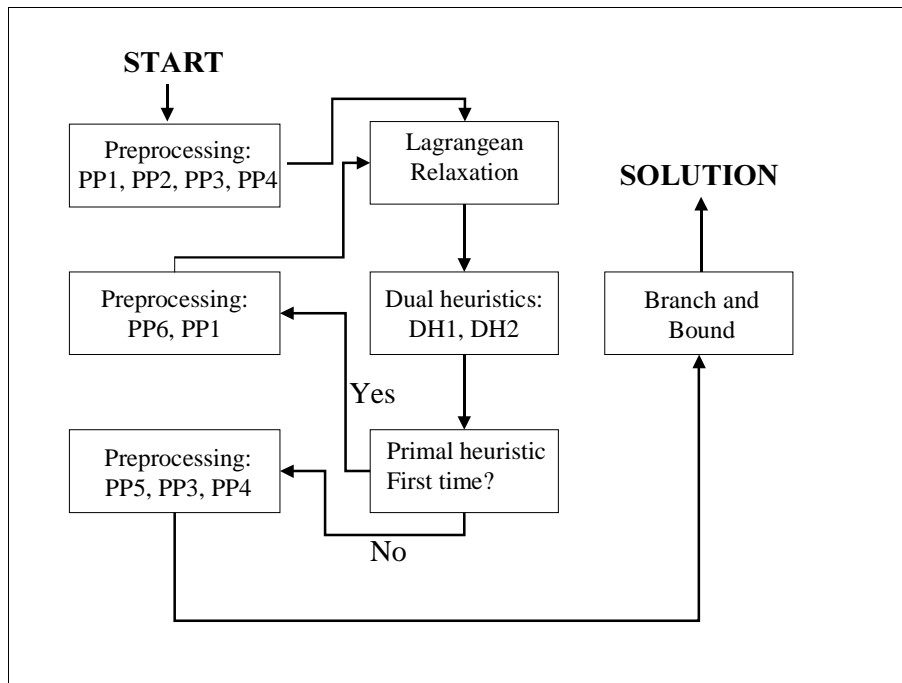 START
Preprocessing:
PP1, PP2, PP3, PP4
Lagrangean
Relaxation
SOLUTION
Preprocessing:
PP6, PP1
Dual heuristics:
DH1, DH2
Branch and
Bound
Yes
Preprocessing:
PP5, PP3, PP4
Primal heuristic
First time?
No